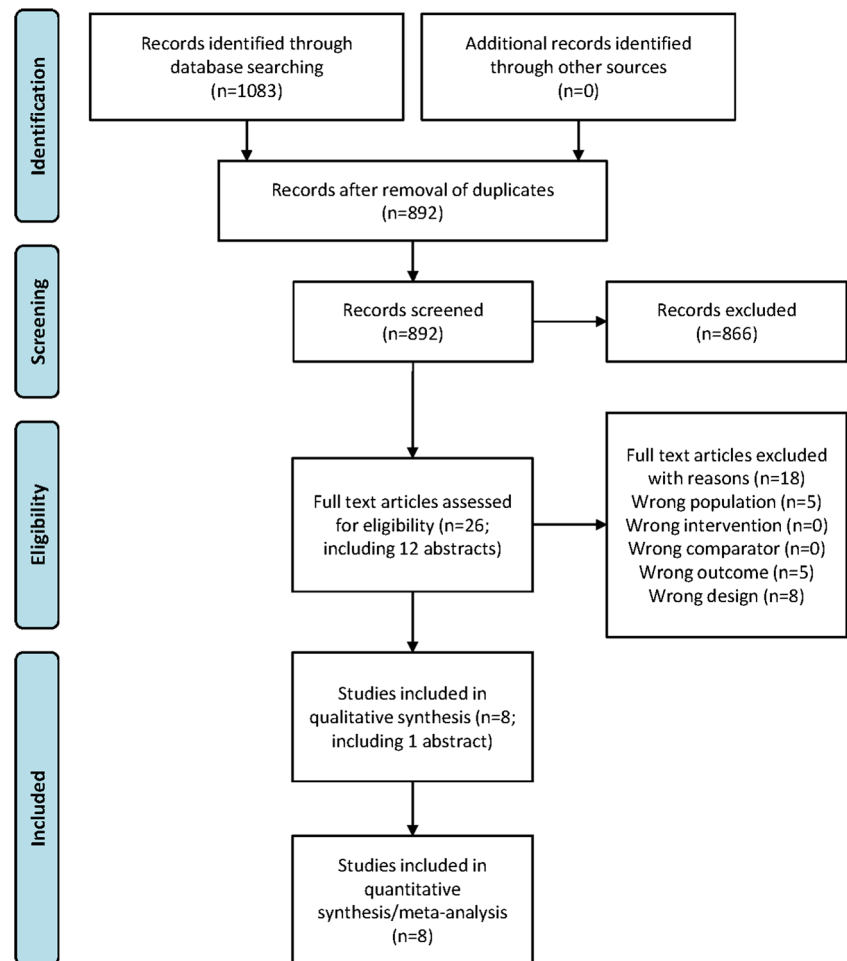 Identification
Records identified through
database searching
(n=1083)
Additional records identified
through other sources
(n=0)
Records after removal of duplicates
(n=892)
Screening
Records screened
(n=892)
Records excluded
(n=866)
Eligibility
Full text articles assessed
for eligibility (n=26;
including 12 abstracts)
Full text articles excluded
with reasons (n=18)
Wrong population (n=5)
Wrong intervention (n=0)
Wrong comparator (n=0)
Wrong outcome (n=5)
Wrong design (n=8)
Included
Studies included in
qualitative synthesis (n=8;
including 1 abstract)
Studies included in
quantitative
synthesis/meta-analysis
(n=8)